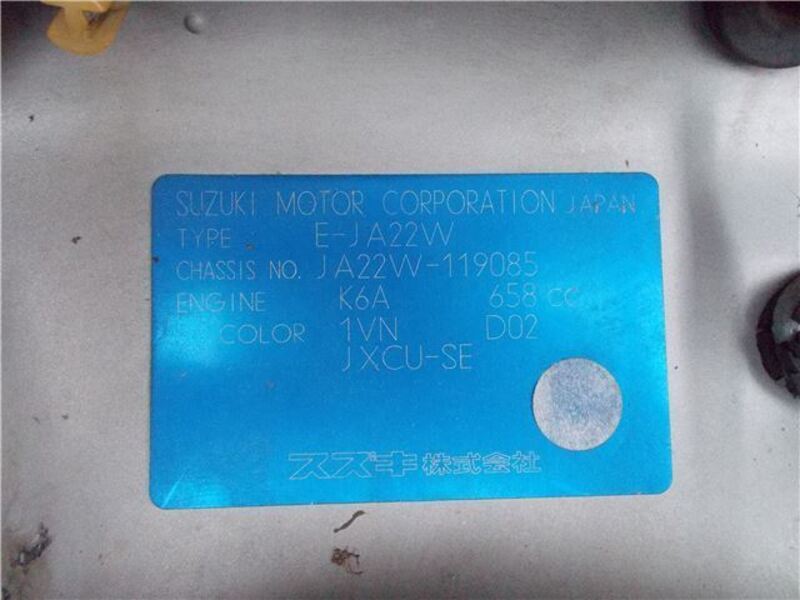 SUZUKI MOTOR CORPORATION JAPAN
TYPE E-JA22W
CHASSIS NO. JA22W-119085
ENGINE K6A 658 cc
COLOR 1VN D02
JXCU-SE
スズキ株式会社